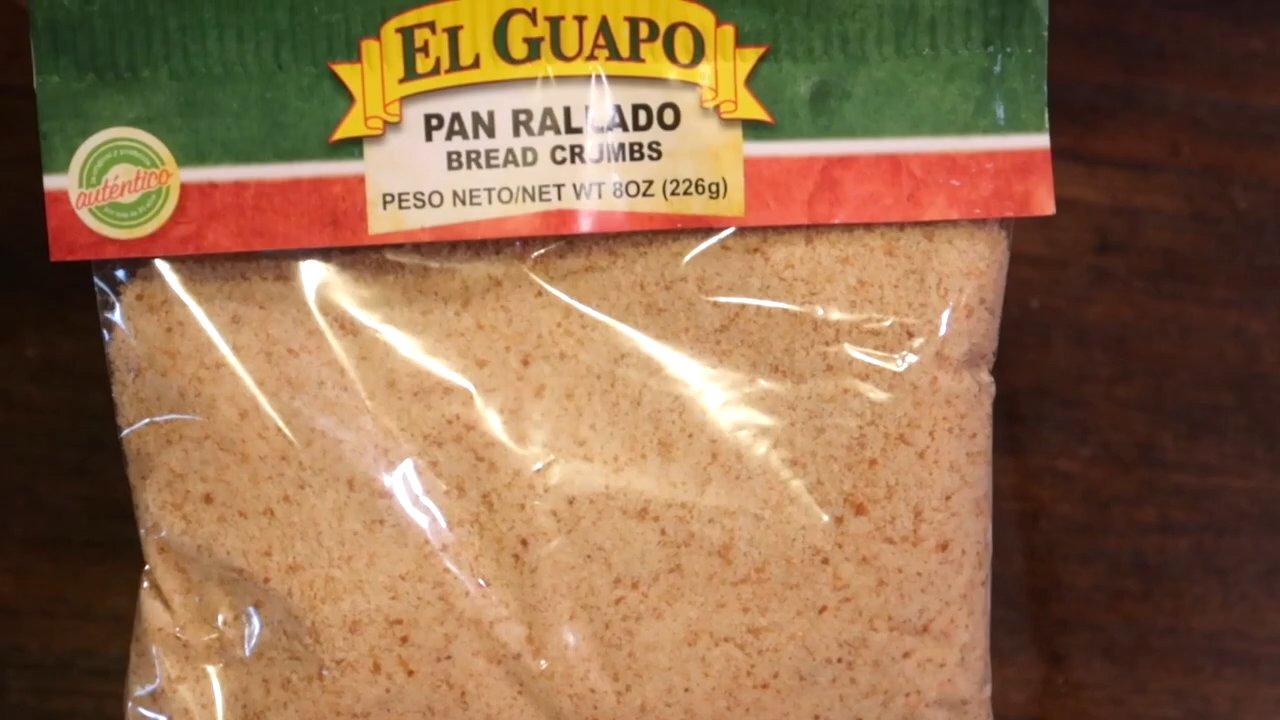 EL GUAPO
PAN RALLADO
BREAD CRUMBS
PESO NETO/NET WT 8OZ (226g)
auténtico